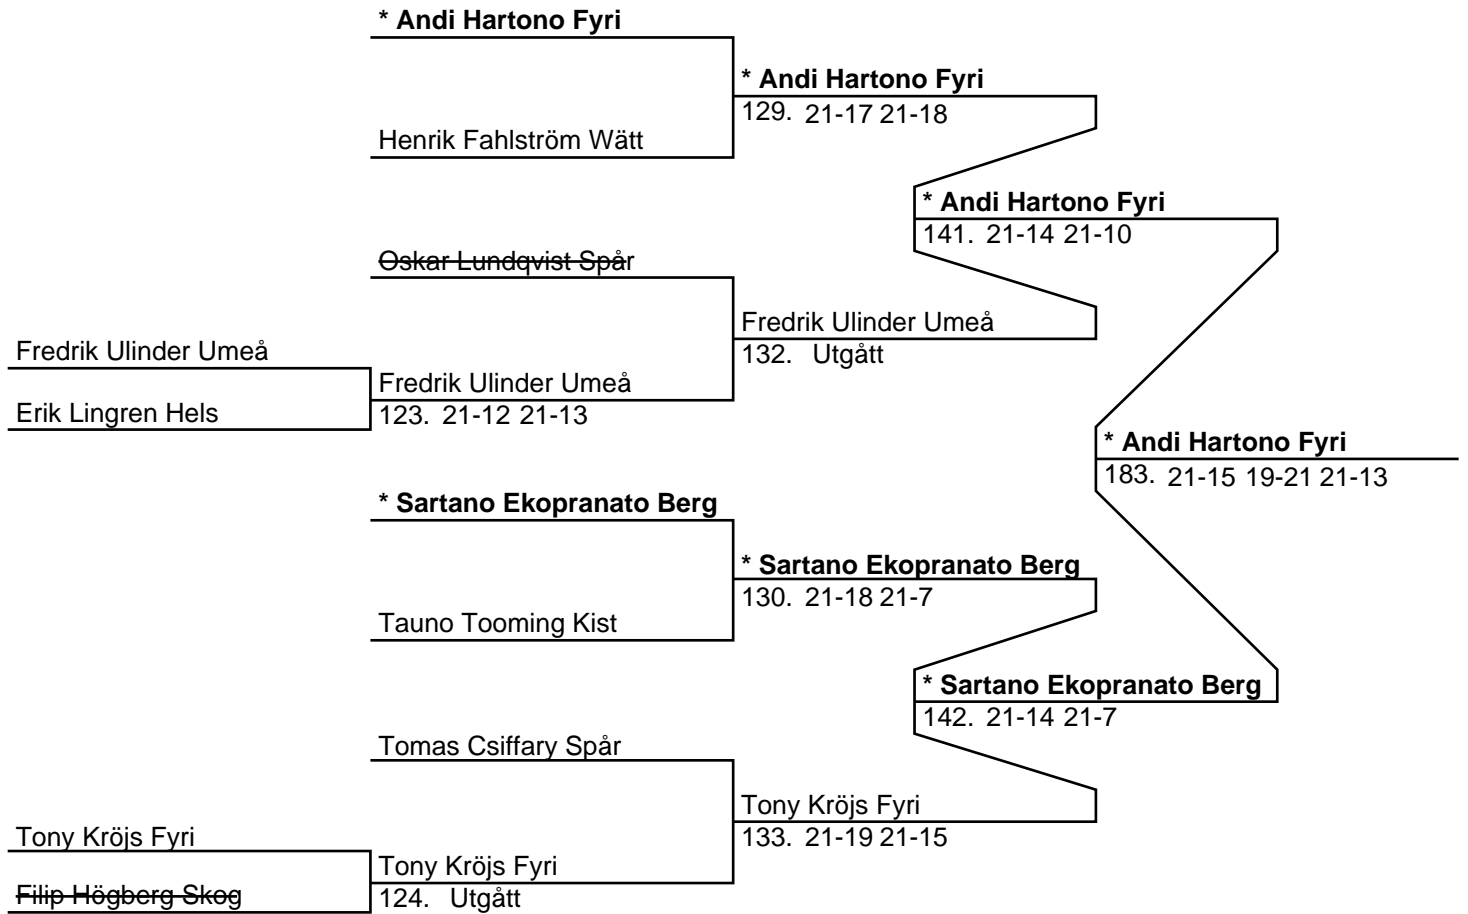 * Andi Hartono Fyri
* Andi Hartono Fyri
129. 21-17 21-18
Henrik Fahlström Wätt
* Andi Hartono Fyri
141. 21-14 21-10
Oskar Lundqvist Spår
Fredrik Ulinder Umeå
132. Utgått
Fredrik Ulinder Umeå
Fredrik Ulinder Umeå
123. 21-12 21-13
Erik Lingren Hels
* Andi Hartono Fyri
183. 21-15 19-21 21-13
* Sartano Ekopranato Berg
* Sartano Ekopranato Berg
130. 21-18 21-7
Tauno Tooming Kist
* Sartano Ekopranato Berg
142. 21-14 21-7
Tomas Csiffary Spår
Tony Kröjs Fyri
133. 21-19 21-15
Tony Kröjs Fyri
Tony Kröjs Fyri
124. Utgått
Filip Högberg Skog